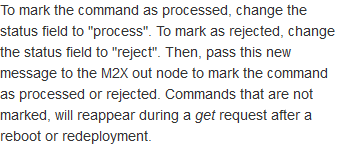 To mark the command as processed, change the
status field to "process". To mark as rejected, change
the status field to "reject". Then, pass this new
message to the M2X out node to mark the command
as processed or rejected. Commands that are not
marked, will reappear during a get request after a
reboot or redeployment.